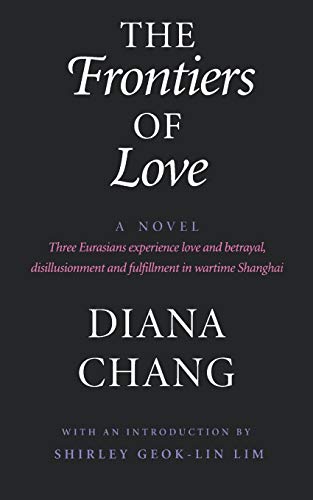 THE
Frontiers
OF
Love
A NOVEL
Three Eurasians experience love and betrayal,
disillusionment and fulfillment in wartime Shanghai
DIANA
CHANG
WITH AN INTRODUCTION BY
SHIRLEY GEOK-LIN LIM